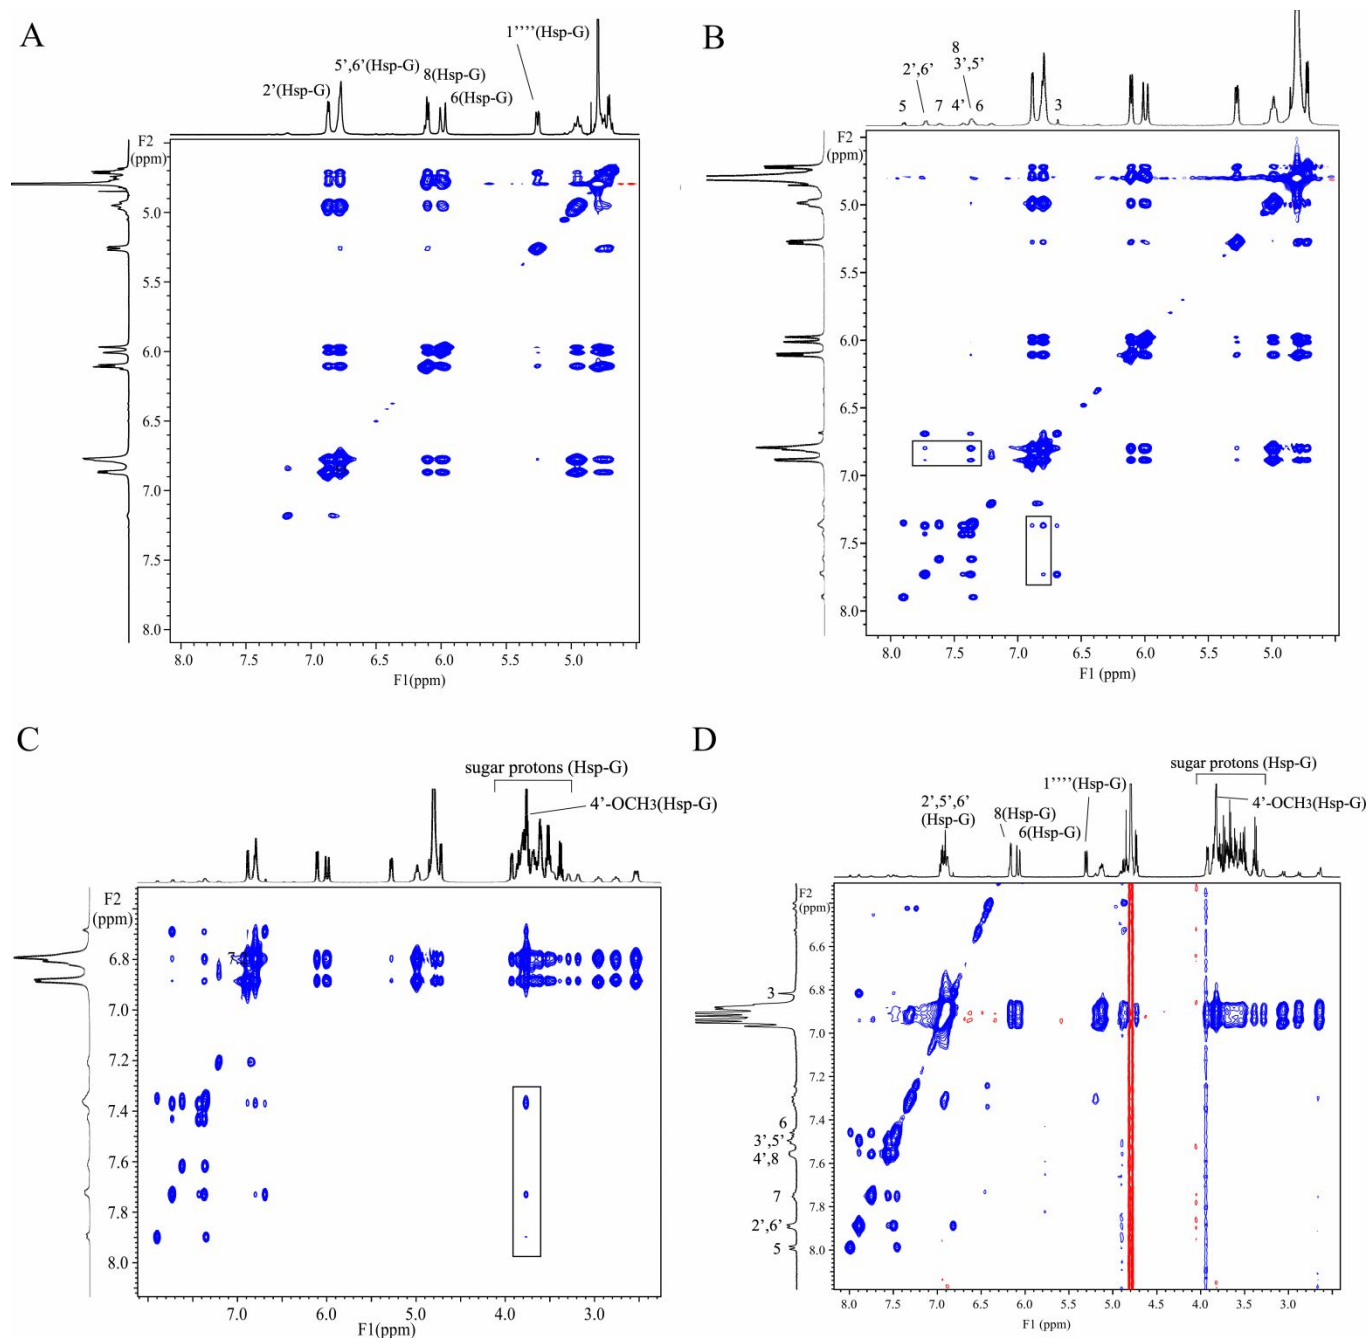 A
1''''(Hsp-G)
5',6'(Hsp-G)
8(Hsp-G)
2'(Hsp-G)
6(Hsp-G)
F2
(ppm)
5.0
5.5
6.0
6.5
7.0
7.5
8.0
8.0 7.5 7.0 6.5 6.0 5.5 5.0
F1(ppm)
B
8
2',6' 3',5'
5 7 4' 6 3
F2
(ppm)
5.0
5.5
6.0
6.5
7.0
7.5
8.0
8.0 7.5 7.0 6.5 6.0 5.5 5.0
F1 (ppm)
C
sugar protons (Hsp-G)
4'-OCH3(Hsp-G)
F2
(ppm)
6.8
7.0
7.2
7.4
7.6
7.8
8.0
7
7.0 6.0 5.0 4.0 3.0
F1(ppm)
D
sugar protons (Hsp-G)
1''''(Hsp-G)
4'-OCH3(Hsp-G)
2',5',6'
(Hsp-G)
8(Hsp-G)
6(Hsp-G)
F2
(ppm)
6.6
3
6.8
7.0
7.2
7.4
6
3',5'
4',8
7.6
7
7.8
2',6'
5
8.0
8.0 7.0 6.0 5.0 4.5 4.0 3.5 3.0
F1 (ppm)